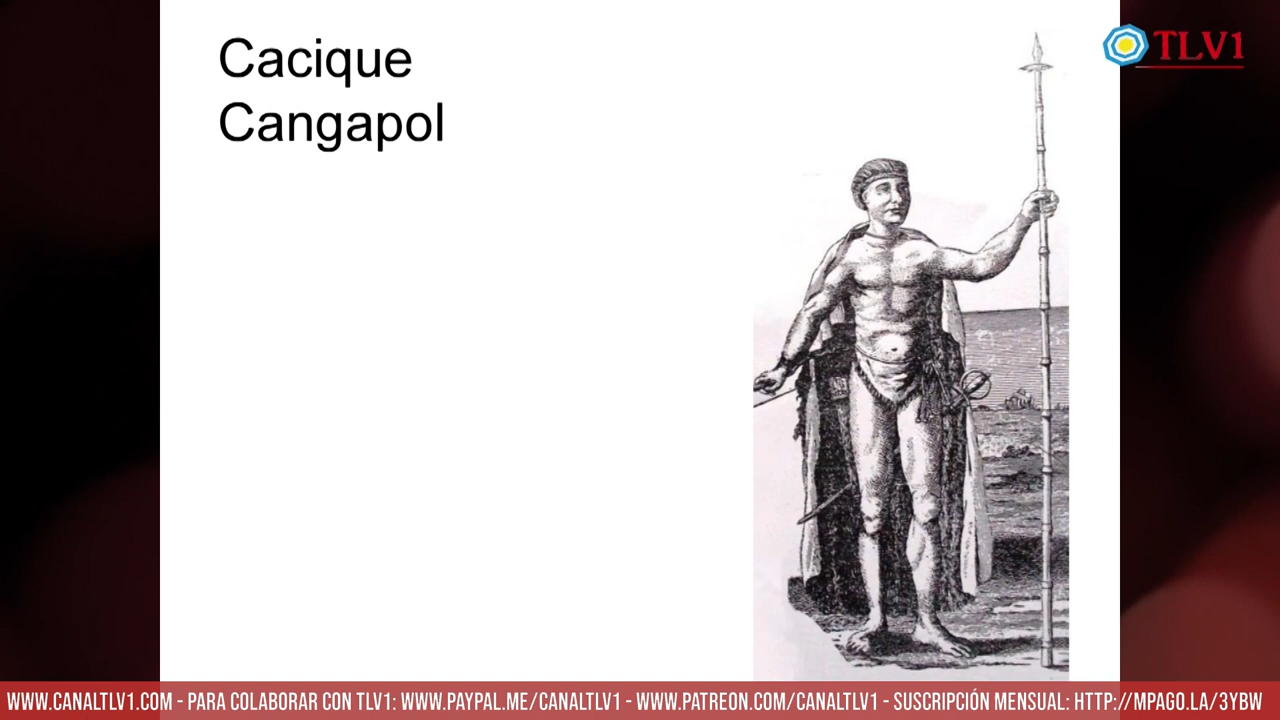 Cacique
Cangapol
TLV1
WWW.CANALTLV1.COM - PARA COLABORAR CON TLV1: WWW.PAYPAL.ME/CANALTLV1 - WWW.PATREON.COM/CANALTLV1 - SUSCRIPCIÓN MENSUAL: HTTP://MPAGO.LA/3YBW